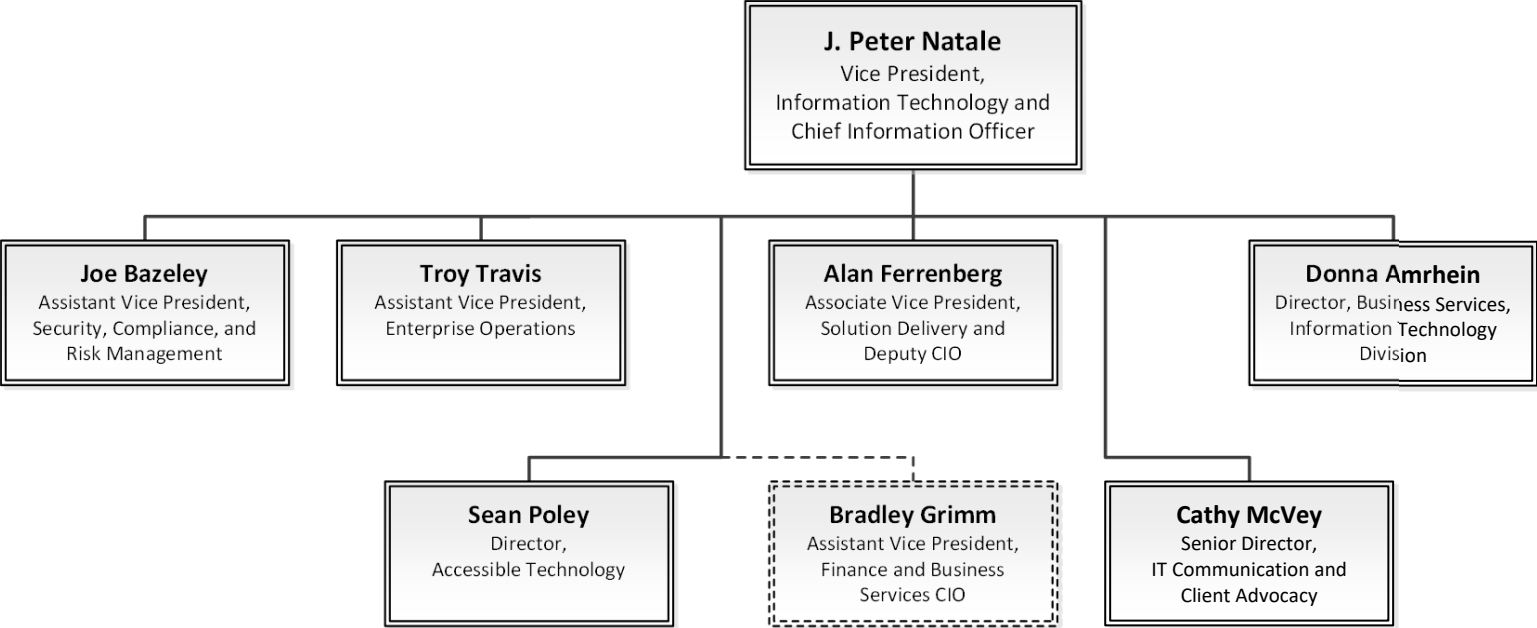 J. Peter Natale
Vice President,
Information Technology and
Chief Information Officer
Joe Bazeley
Assistant Vice President,
Security, Compliance, and
Risk Management
Troy Travis
Assistant Vice President,
Enterprise Operations
Alan Ferrenberg
Associate Vice President,
Solution Delivery and
Deputy CIO
Donna Amrhein
Director, Business Services,
Information Technology
Division
Sean Poley
Director,
Accessible Technology
Bradley Grimm
Assistant Vice President,
Finance and Business
Services CIO
Cathy McVey
Senior Director,
IT Communication and
Client Advocacy